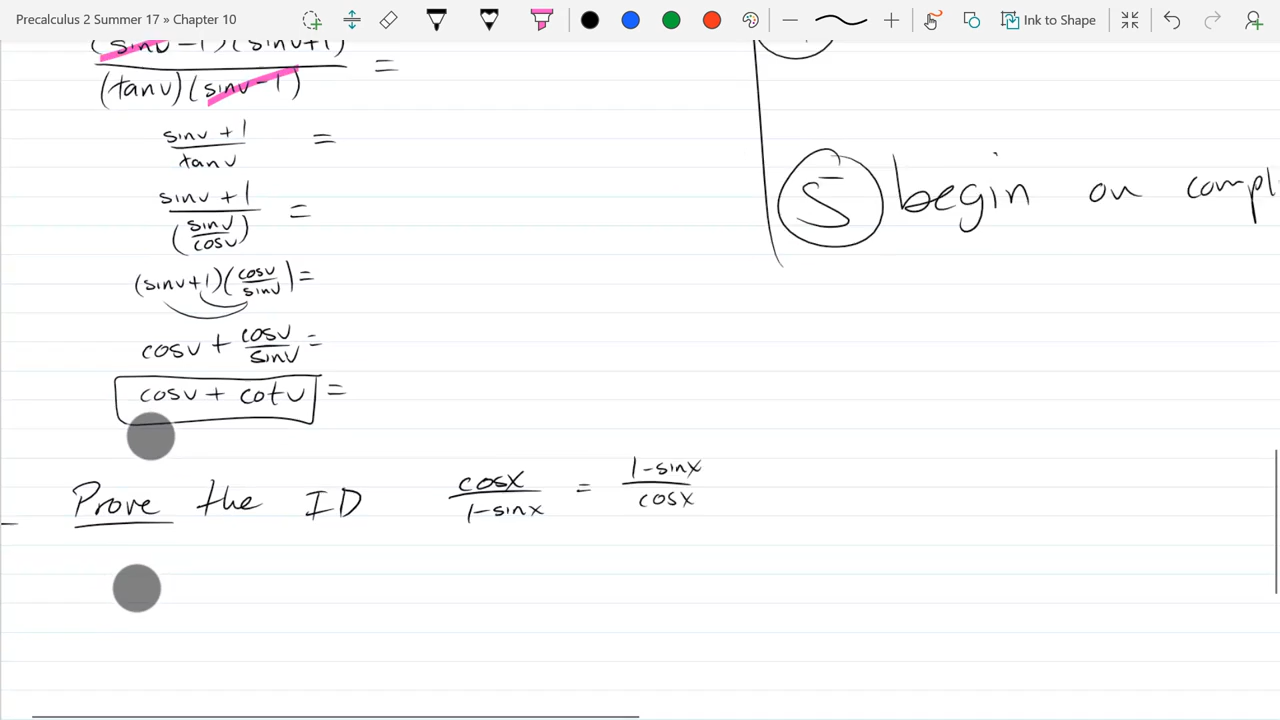 Precalculus 2 Summer 17 » Chapter 10
Ink to Shape
(sinv-1)(sinv+1)
(tanv)(sinv-1) =
sinv + 1
tanv =
sinv + 1
(sinv
cosv) =
(sinv+1)(cosv
sinv) =
cosv + cosv
sinv =
cosv + cotv =
5 begin on compl
Prove the ID cosx
1-sinx = 1-sinx
cosx